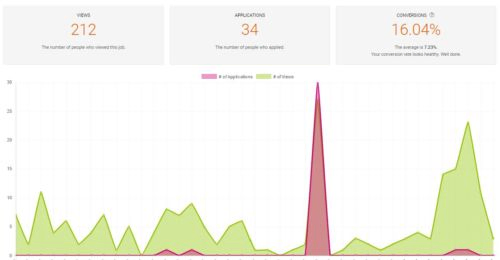 VIEWS
212
The number of people who viewed this job.
APPLICATIONS
34
The number of people who applied.
CONVERSIONS ?
16.04%
The average is 7.23%
Your conversion rate looks healthy. Well done.
# of Applications # of Views
30
25
20
15
10
5
0